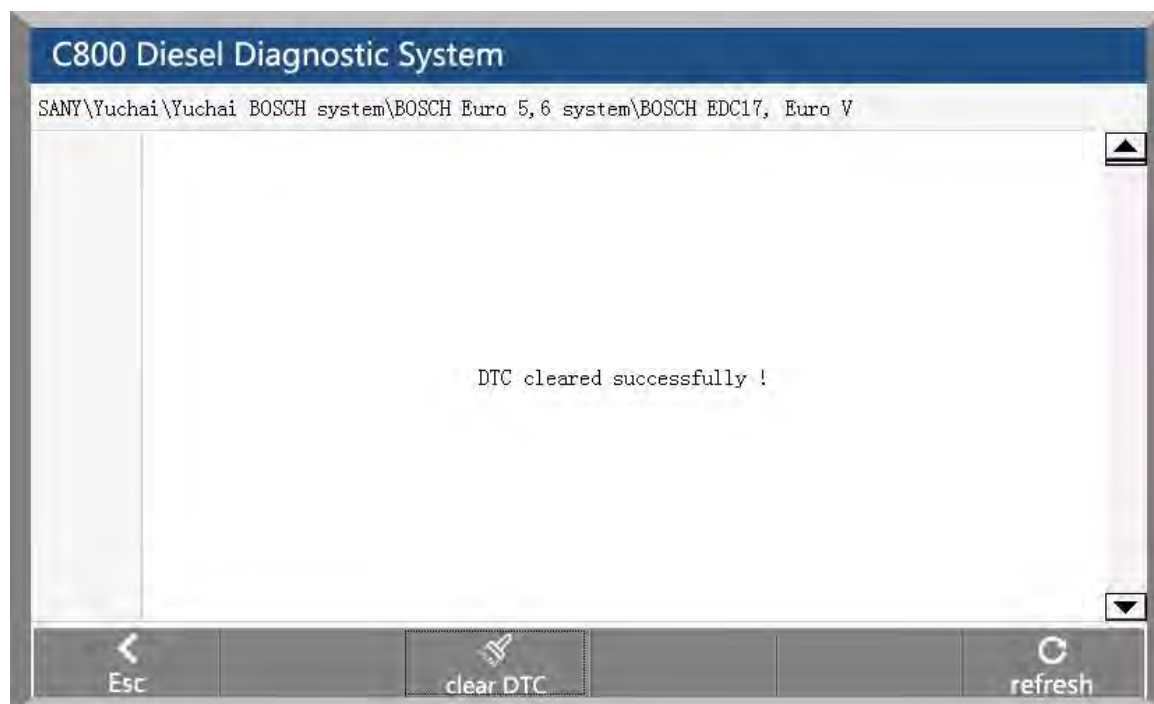 C800 Diesel Diagnostic System
SANY\Yuchai\Yuchai BOSCH system\BOSCH Euro 5,6 system\BOSCH EDC17, Euro V
DTC cleared successfully !
Esc
clear DTC
refresh